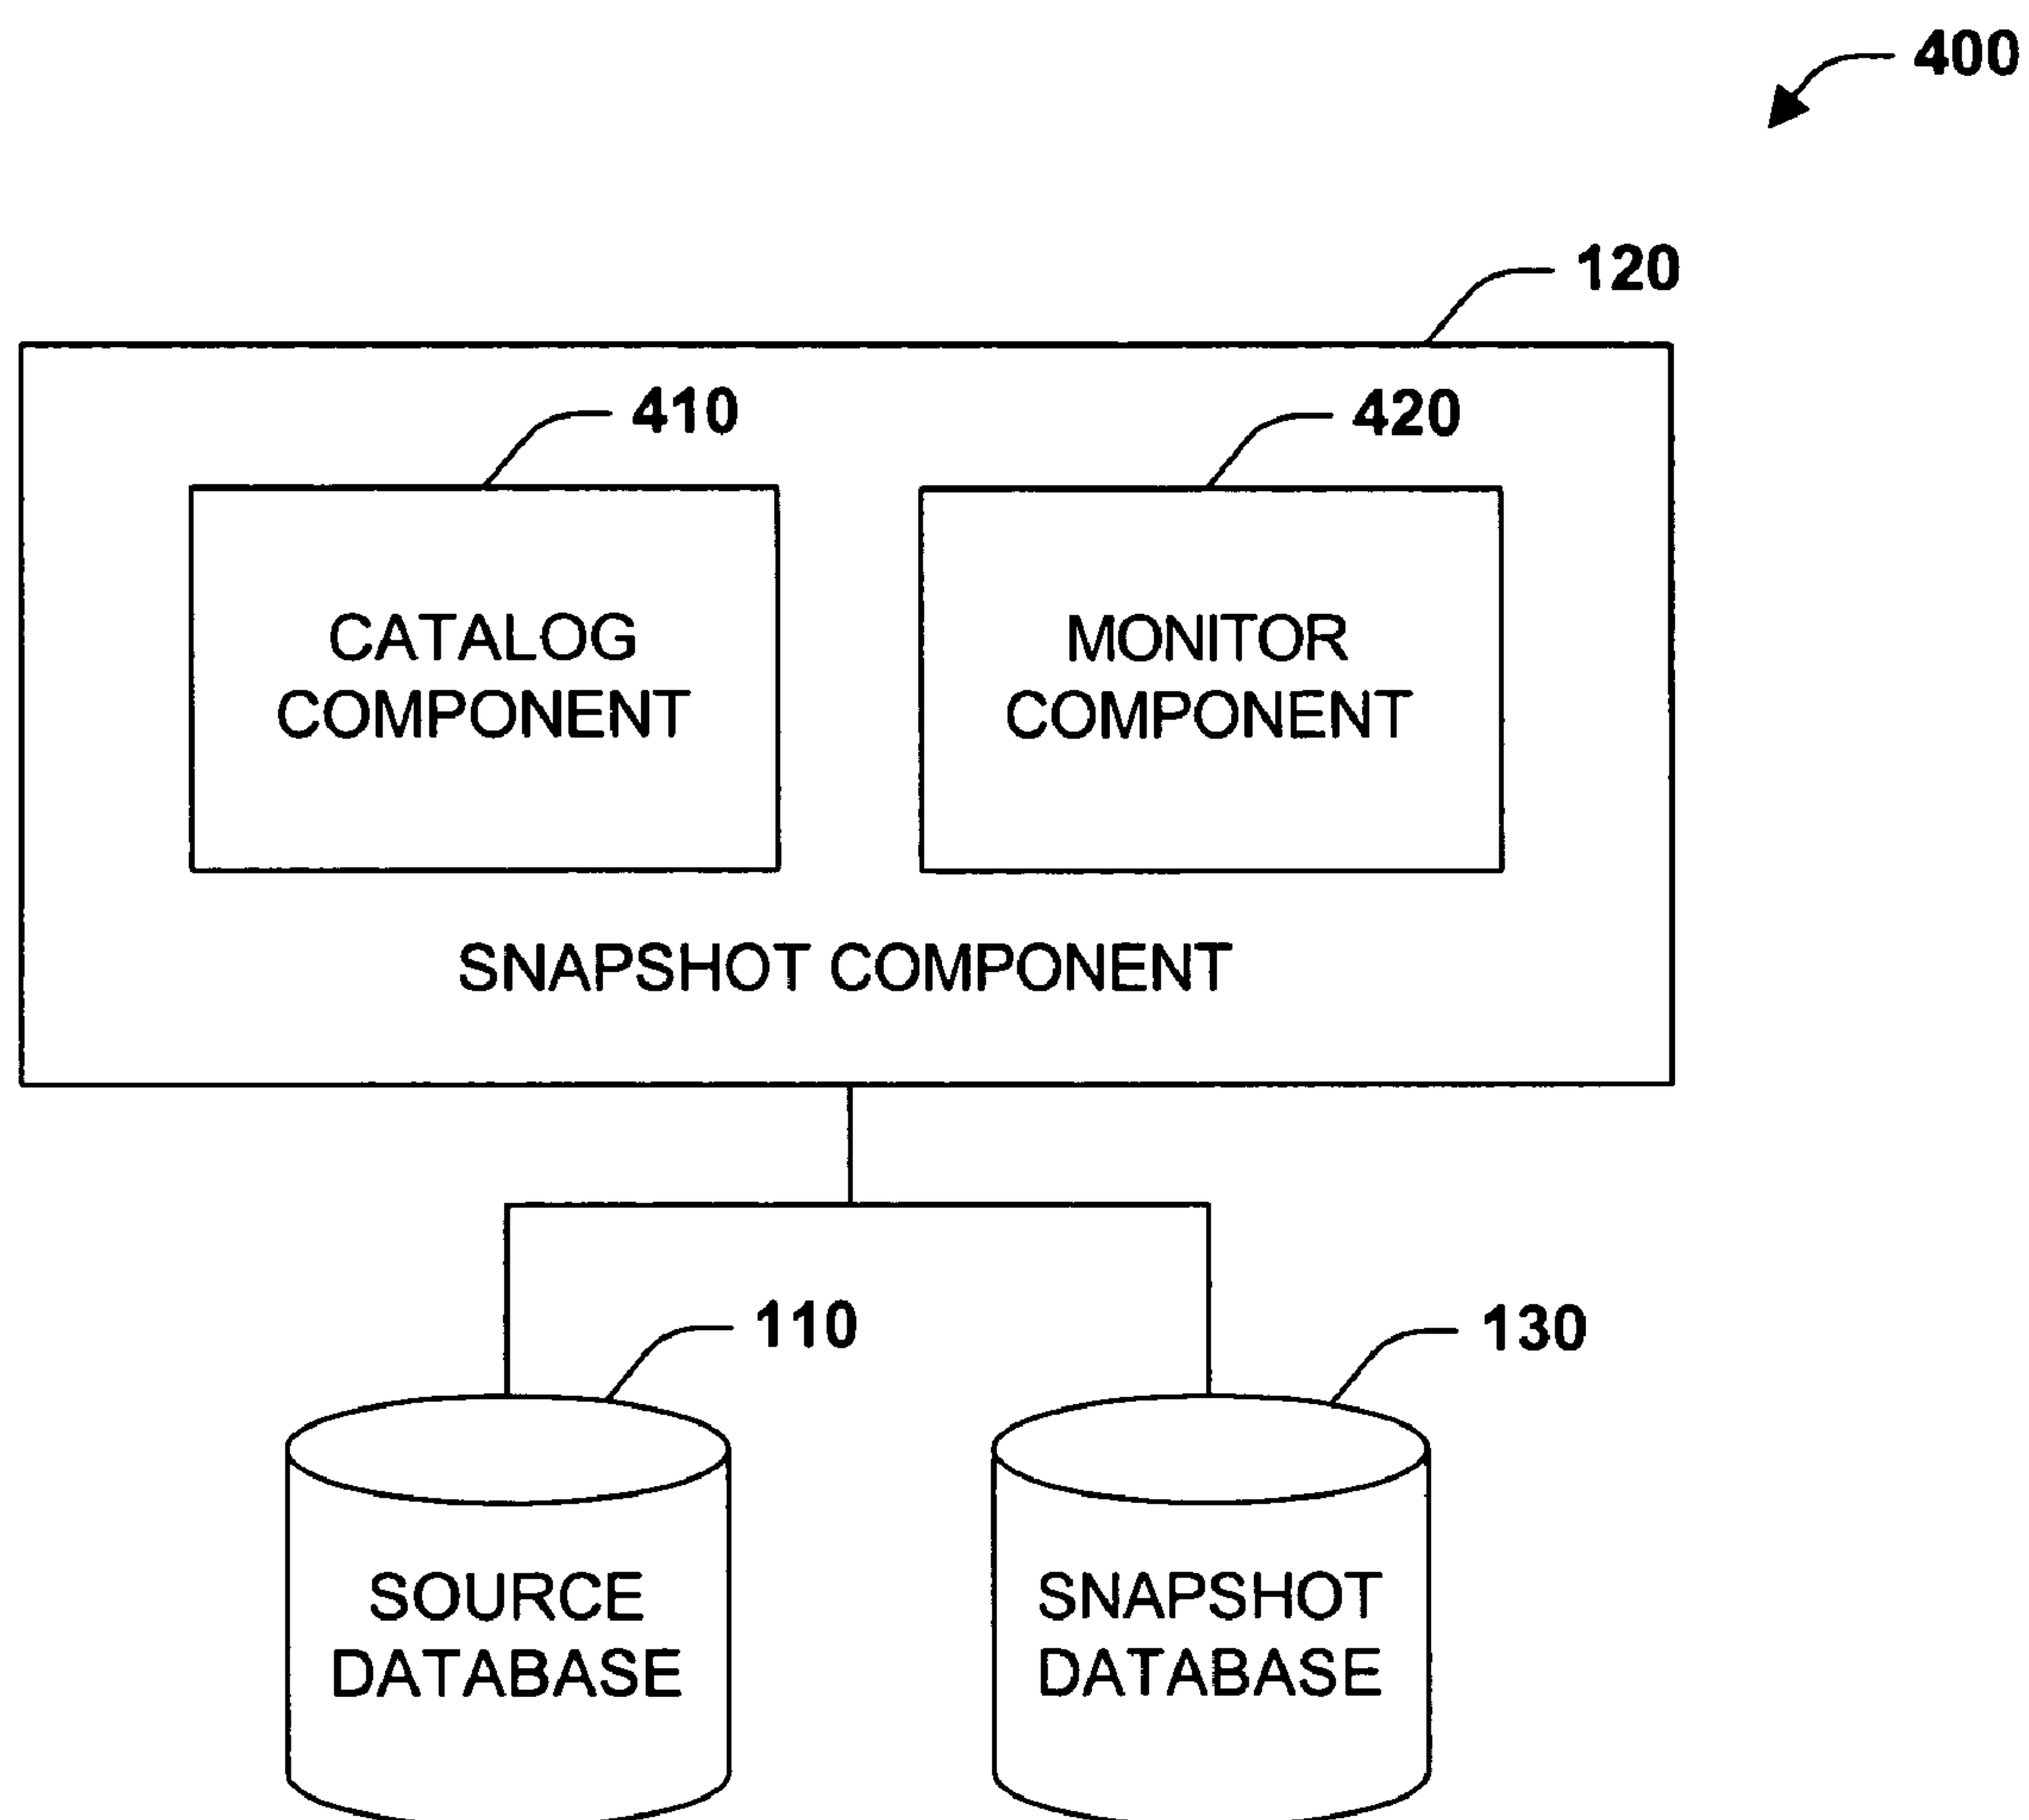 400
120
410
420
CATALOG
COMPONENT
MONITOR
COMPONENT
SNAPSHOT COMPONENT
110
130
SOURCE
DATABASE
SNAPSHOT
DATABASE